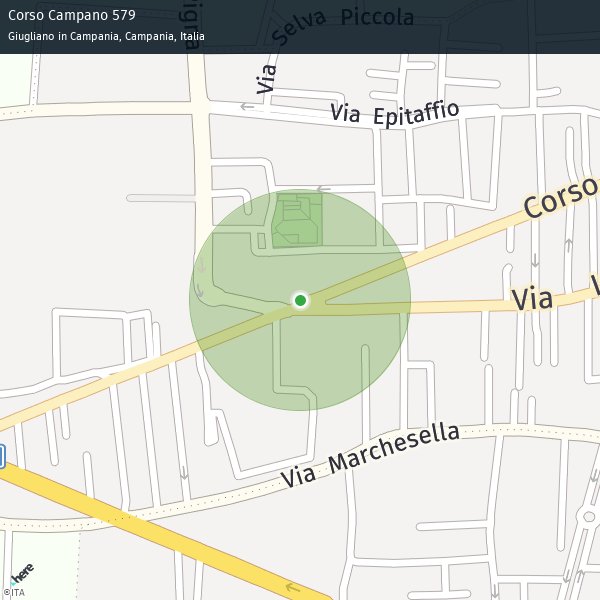 Corso Campano 579
Giugliano in Campania, Campania, Italia
Via Selva Piccola
Via Epitaffio
Corso
Via
Via Marchesella
here
© ITA